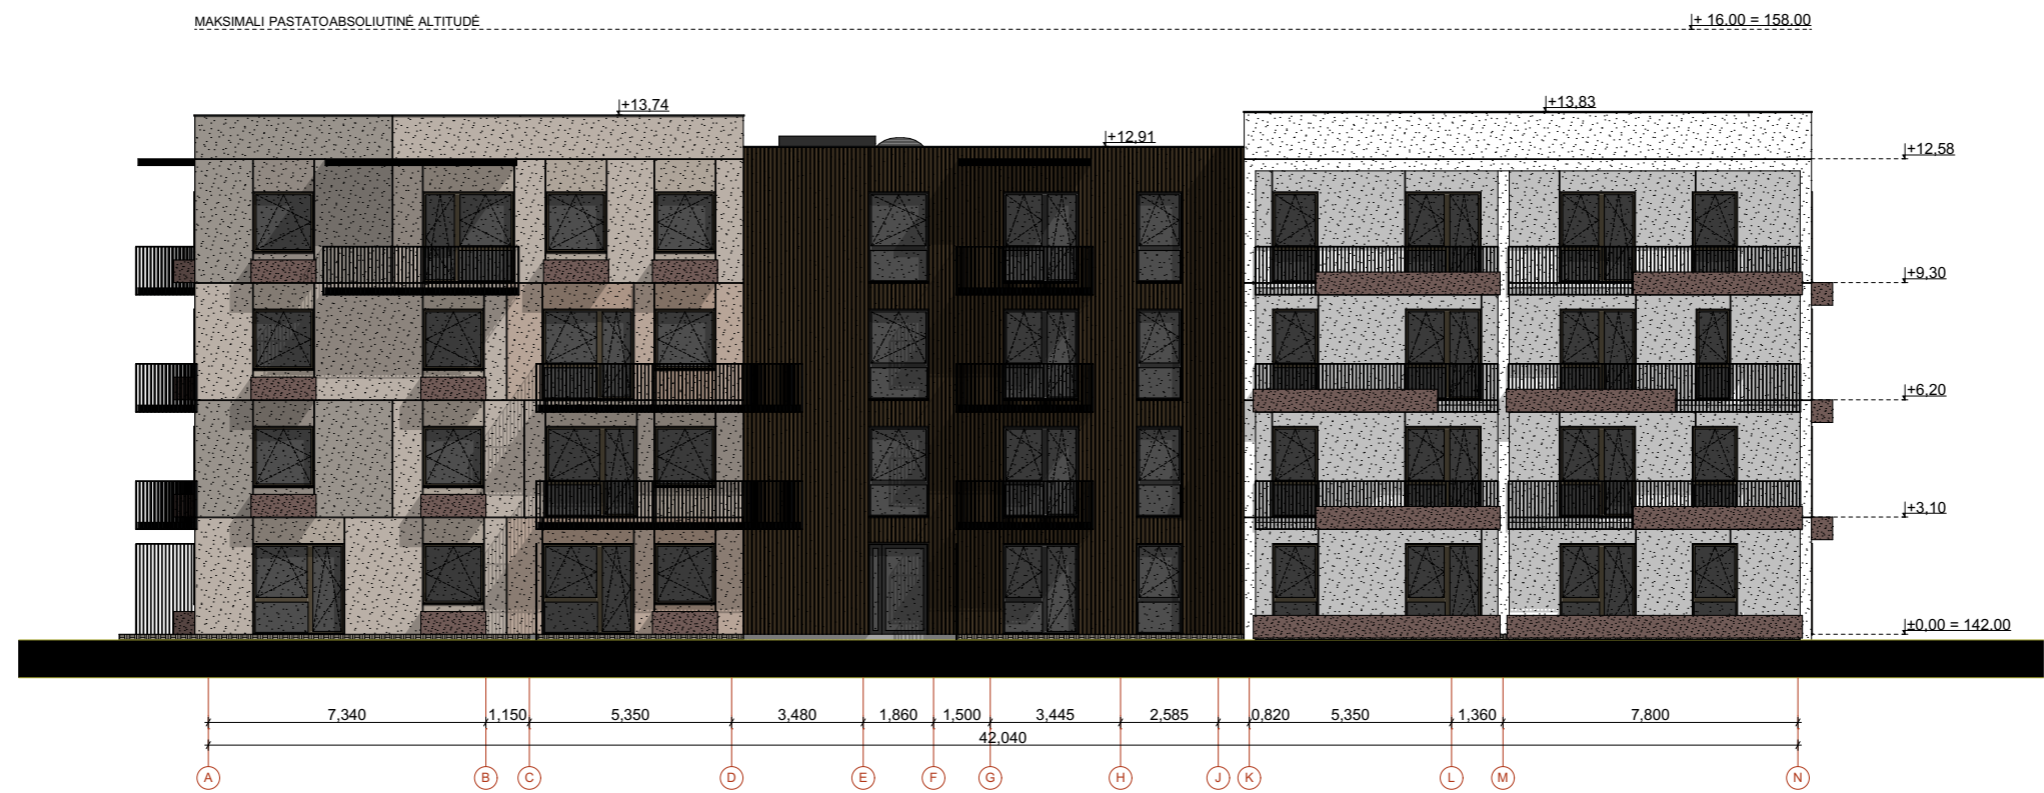 MAKSIMALI PASTATOABSOLIUTINĖ ALTITUDĖ
+ 16.00 = 158.00
+13,74
+13,83
+12,91
+12,58
+9,30
+6,20
+3,10
±0,00 = 142.00
7,340 1,150 5,350 3,480 1,860 1,500 3,445 2,585 0,820 5,350 1,360 7,800
42,040
A B C D E F G H J K L M N